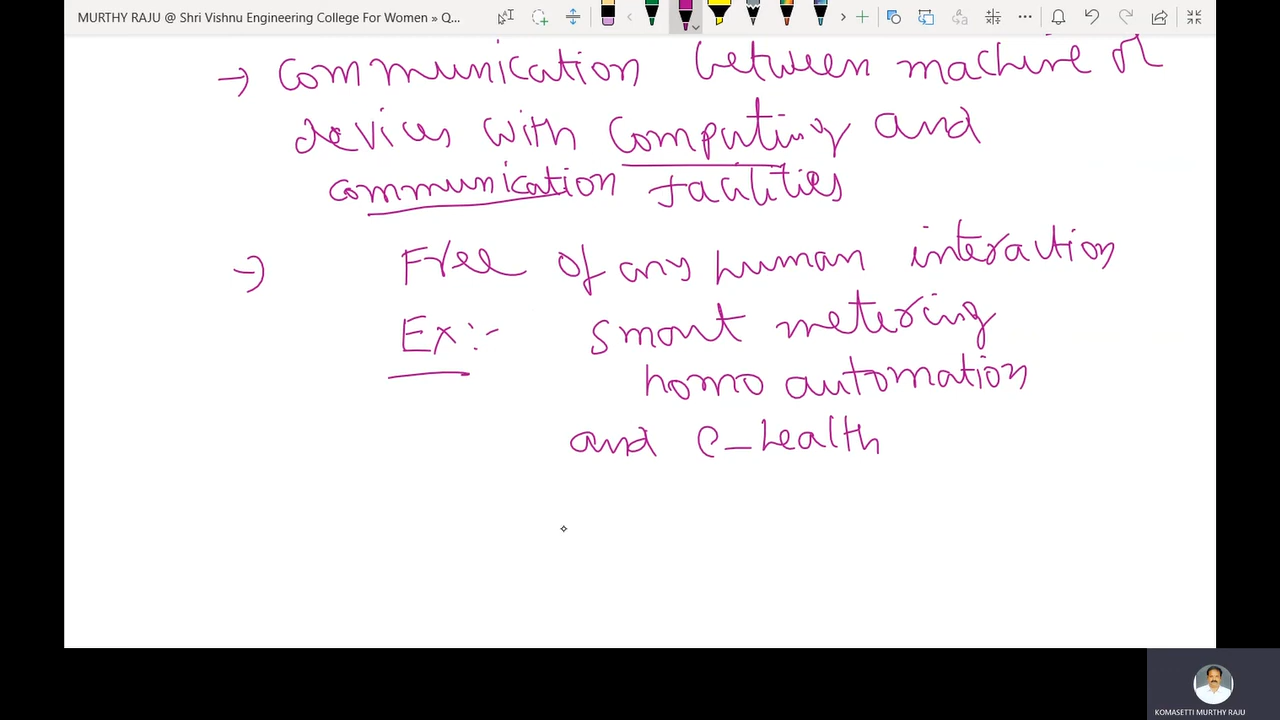 MURTHY RAJU @ Shri Vishnu Engineering College For Women » Q...
→ Communication between machine or
devices with computing and
communication facilities
→ Free of any human interaction
Ex:- smart metering
homo automation
and e-health
KOMASETTI MURTHY RAJU